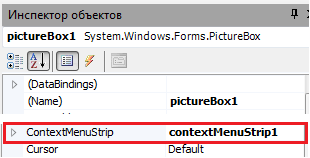 Инспектор объектов
pictureBox1 System.Windows.Forms.PictureBox
(DataBindings)
(Name) pictureBox1
ContextMenuStrip contextMenuStrip1
Cursor Default